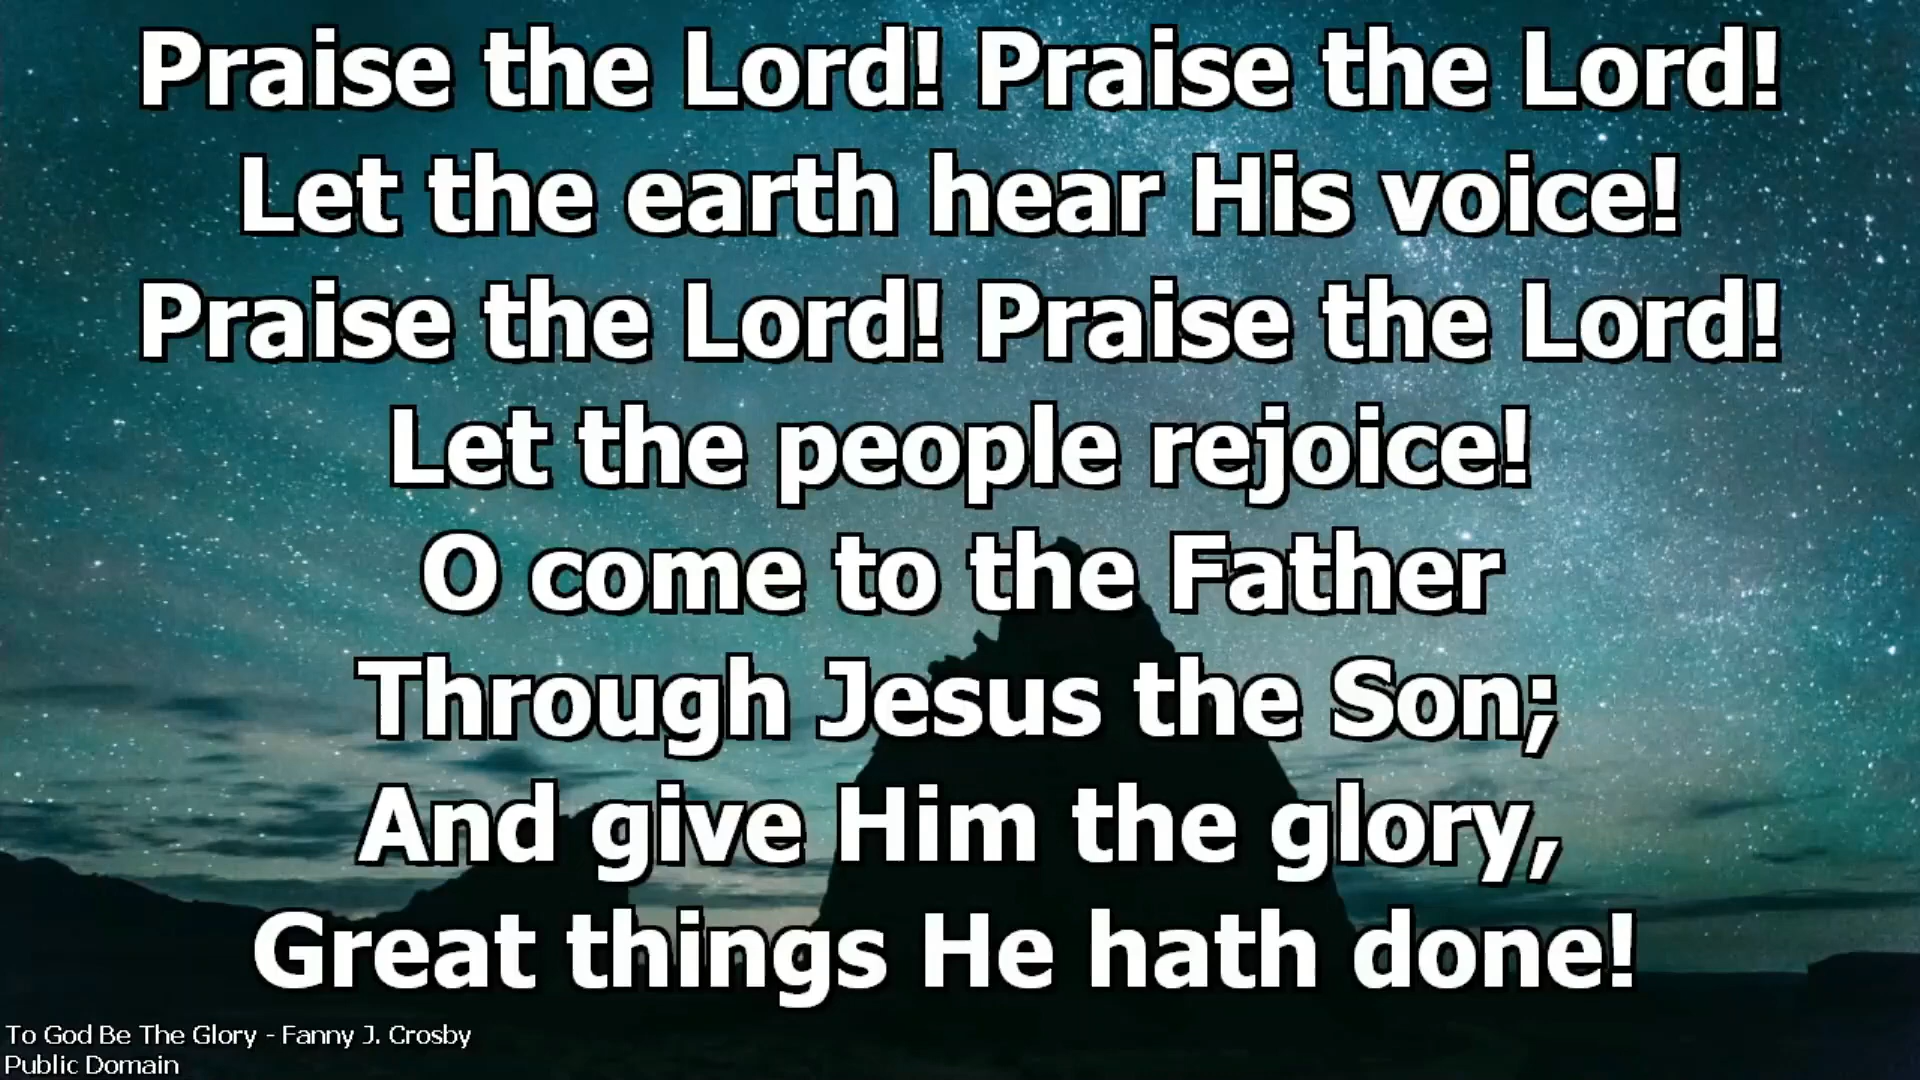 Praise the Lord! Praise the Lord!
Let the earth hear His voice!
Praise the Lord! Praise the Lord!
Let the people rejoice!
O come to the Father
Through Jesus the Son;
And give Him the glory,
Great things He hath done!
To God Be The Glory - Fanny J. Crosby
Public Domain